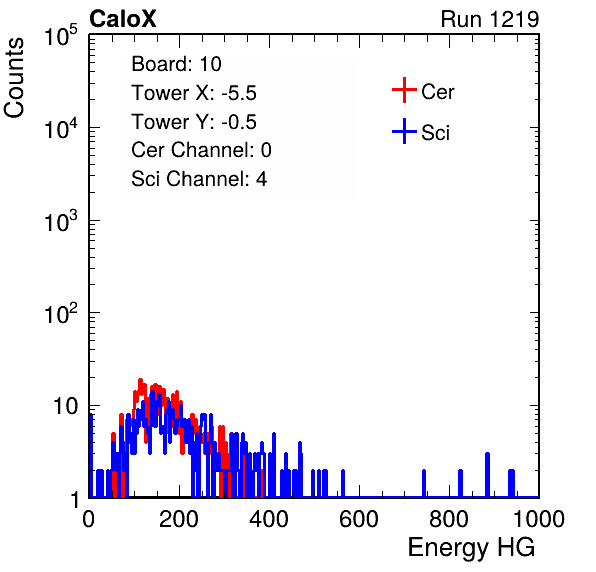 CaloX Run 1219
Counts
10^5
10^4
10^3
10^2
10
1
Board: 10
Tower X: -5.5
Tower Y: -0.5
Cer Channel: 0
Sci Channel: 4
Cer
Sci
0 200 400 600 800 1000
Energy HG